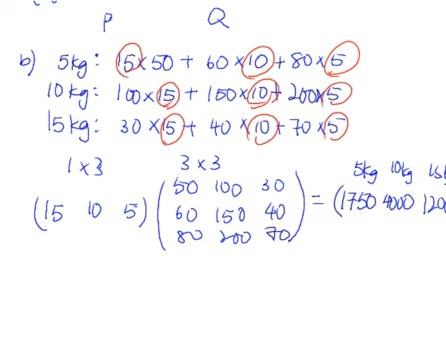 P Q
b) 5kg: 15 × 50 + 60 × 10 + 80 × 5
10kg: 100 × 15 + 150 × 10 + 200 × 5
15kg: 30 × 15 + 40 × 10 + 70 × 5
1 × 3 3 × 3
5kg 10kg
50 100 30
(15 10 5) 60 150 40 = (1750 4000
80 200 70